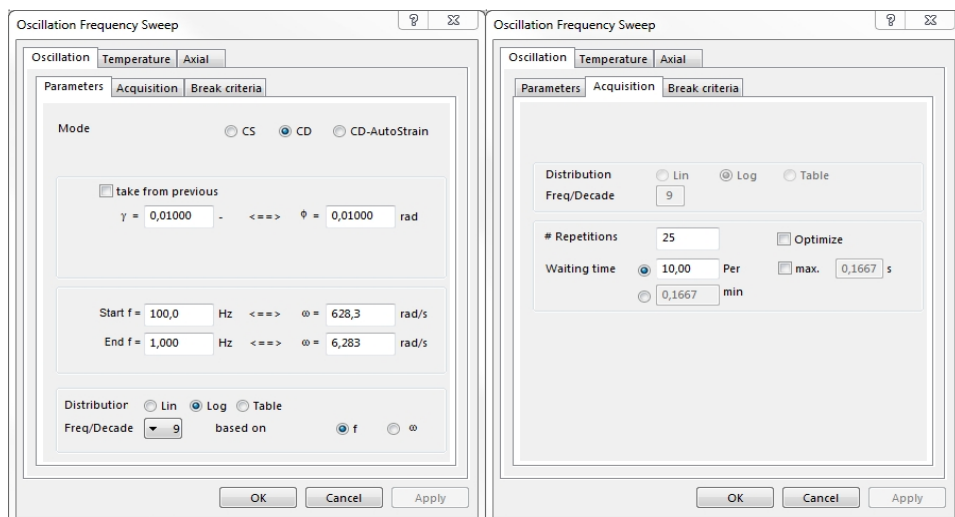 Oscillation Frequency Sweep
Oscillation Temperature Axial
Parameters Acquisition Break criteria
Mode CS CD CD-AutoStrain
take from previous
γ = 0,01000 - <==> Φ = 0,01000 rad
Start f = 100,0 Hz <==> ω = 628,3 rad/s
End f = 1,000 Hz <==> ω = 6,283 rad/s
Distribution Lin Log Table
Freq/Decade 9 based on f ω
OK Cancel Apply
Oscillation Frequency Sweep
Oscillation Temperature Axial
Parameters Acquisition Break criteria
Distribution Lin Log Table
Freq/Decade 9
# Repetitions 25 Optimize
Waiting time 10,00 Per max. 0,1667 s
0,1667 min
OK Cancel Apply